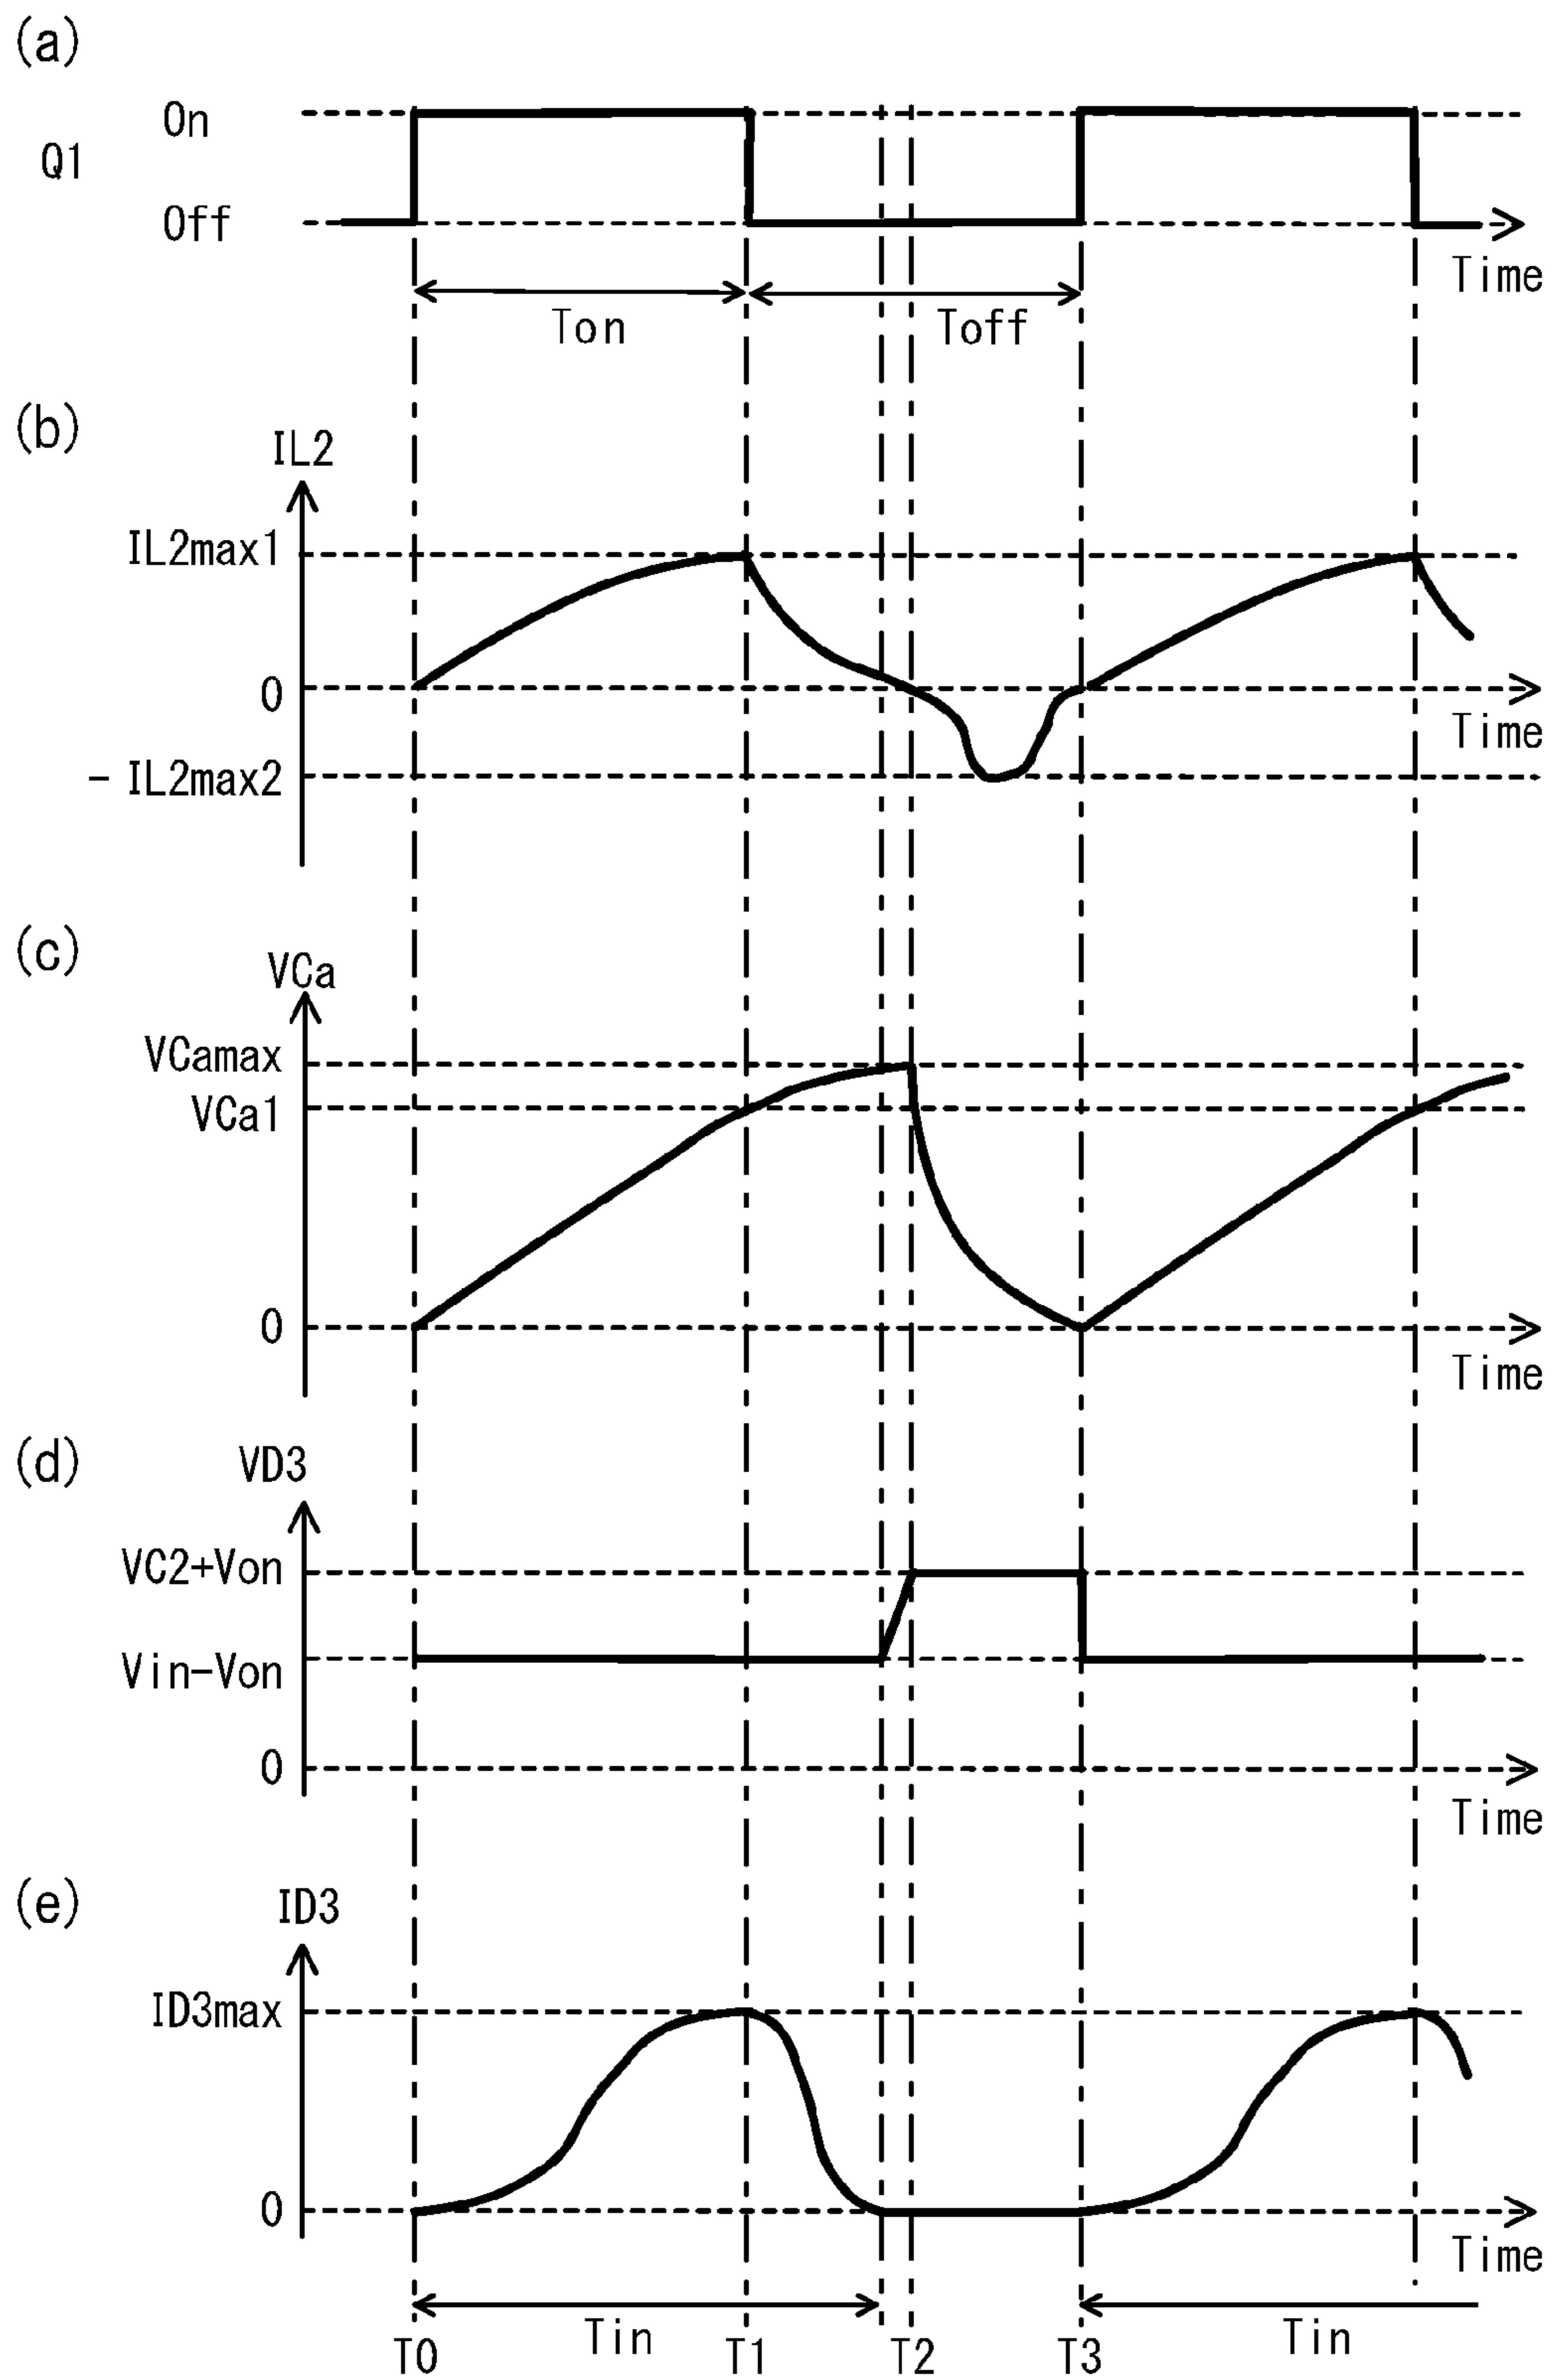 (a)
On
Q1
Off
Time
Ton
Toff
(b)
IL2
IL2max1
0
Time
- IL2max2
(c)
VCa
VCamax
VCa1
0
Time
(d)
VD3
VC2+Von
Vin-Von
0
Time
(e)
ID3
ID3max
0
Time
Tin
Tin
T0
T1
T2
T3